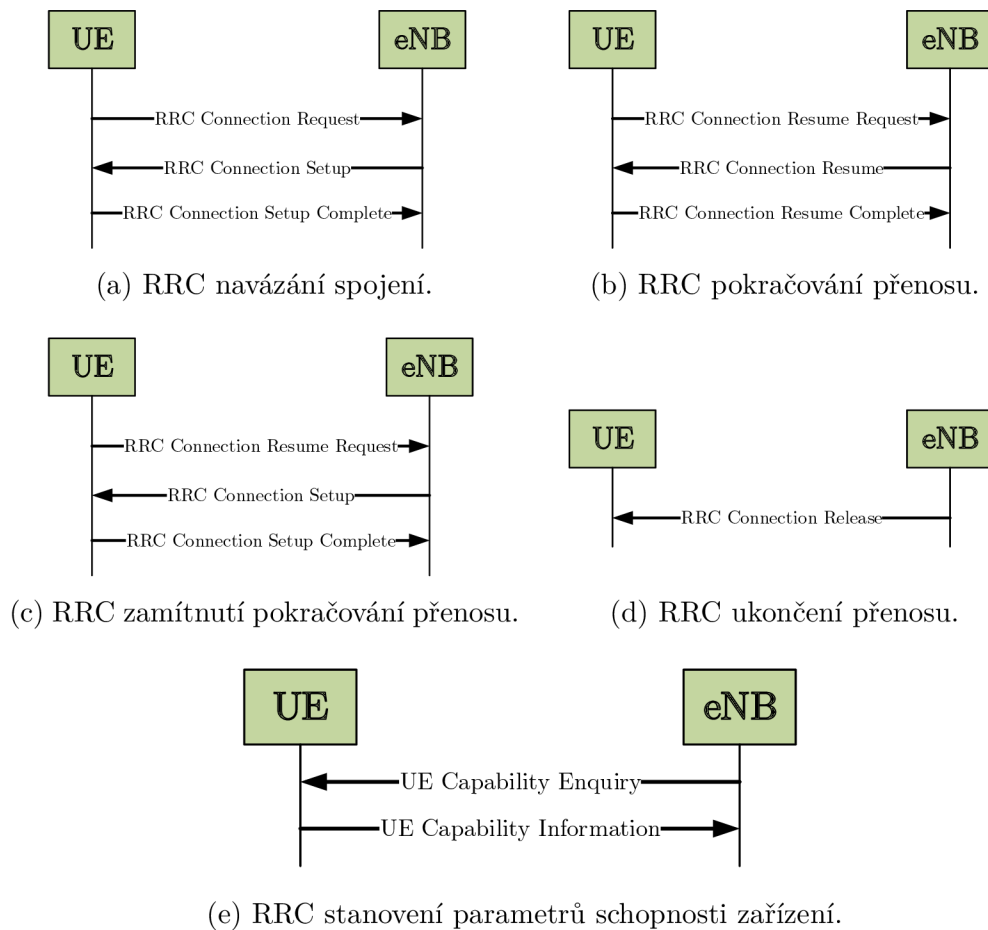 UE
eNB
RRC Connection Request
RRC Connection Setup
RRC Connection Setup Complete
(a) RRC navázání spojení.
UE
eNB
RRC Connection Resume Request
RRC Connection Resume
RRC Connection Resume Complete
(b) RRC pokračování přenosu.
UE
eNB
RRC Connection Resume Request
RRC Connection Setup
RRC Connection Setup Complete
(c) RRC zamítnutí pokračování přenosu.
UE
eNB
RRC Connection Release
(d) RRC ukončení přenosu.
UE
eNB
UE Capability Enquiry
UE Capability Information
(e) RRC stanovení parametrů schopnosti zařízení.